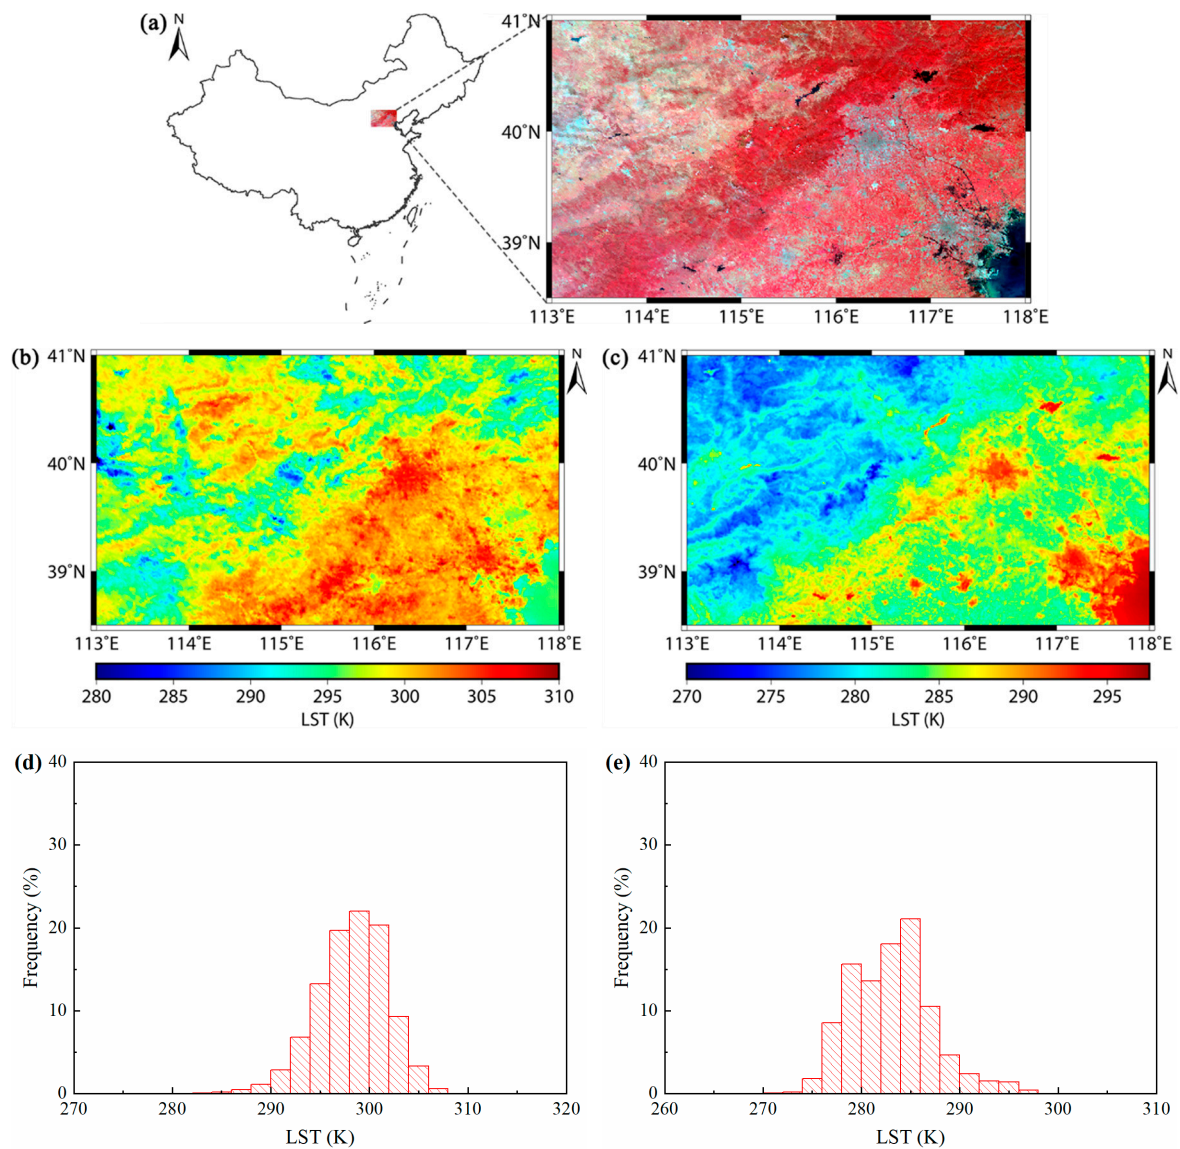 (a)
N
41°N
40°N
39°N
113°E 114°E 115°E 116°E 117°E 118°E
(b)
N
41°N
40°N
39°N
113°E 114°E 115°E 116°E 117°E 118°E
280 285 290 295 300 305 310
LST (K)
(c)
N
41°N
40°N
39°N
113°E 114°E 115°E 116°E 117°E 118°E
270 275 280 285 290 295
LST (K)
(d)
40
30
20
10
0
Frequency (%)
270 280 290 300 310 320
LST (K)
(e)
40
30
20
10
0
Frequency (%)
260 270 280 290 300 310
LST (K)